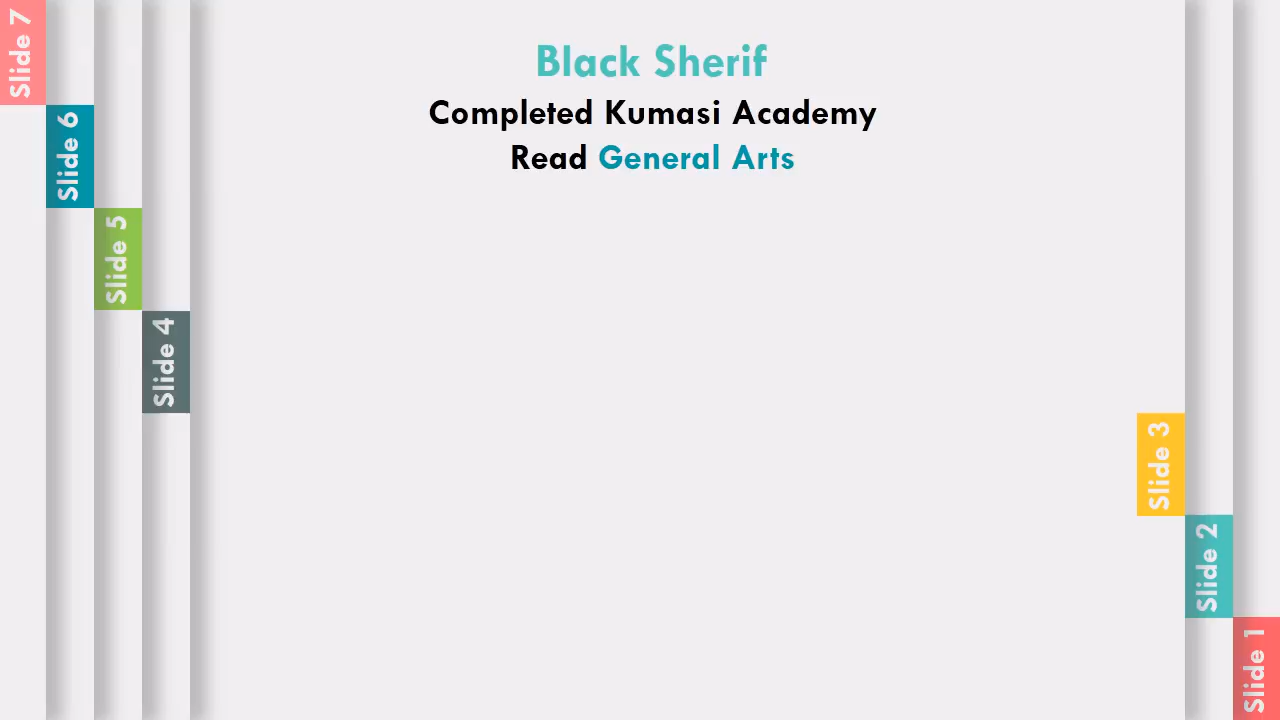 Slide 7
Slide 6
Slide 5
Slide 4
Black Sherif
Completed Kumasi Academy
Read General Arts
Slide 3
Slide 2
Slide 1